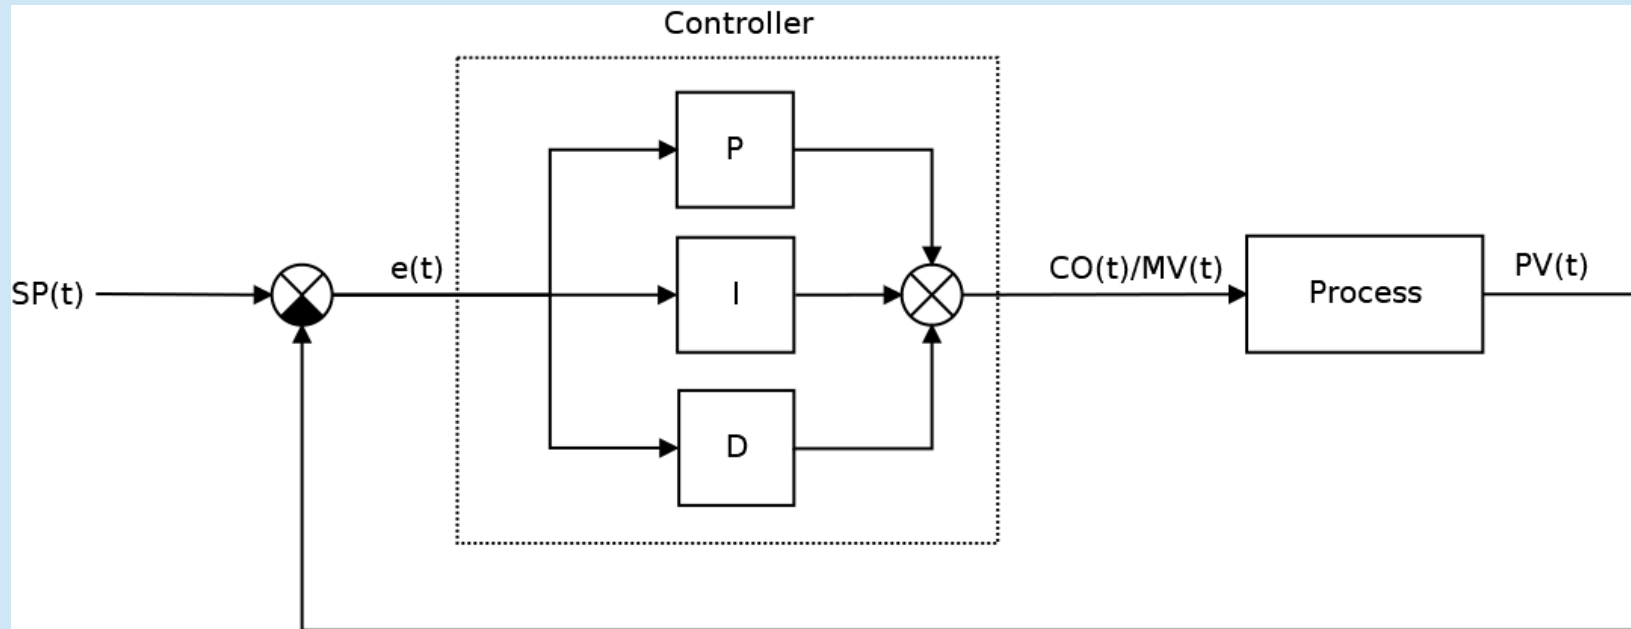 Controller
P
SP(t)
e(t)
I
CO(t)/MV(t)
Process
PV(t)
D